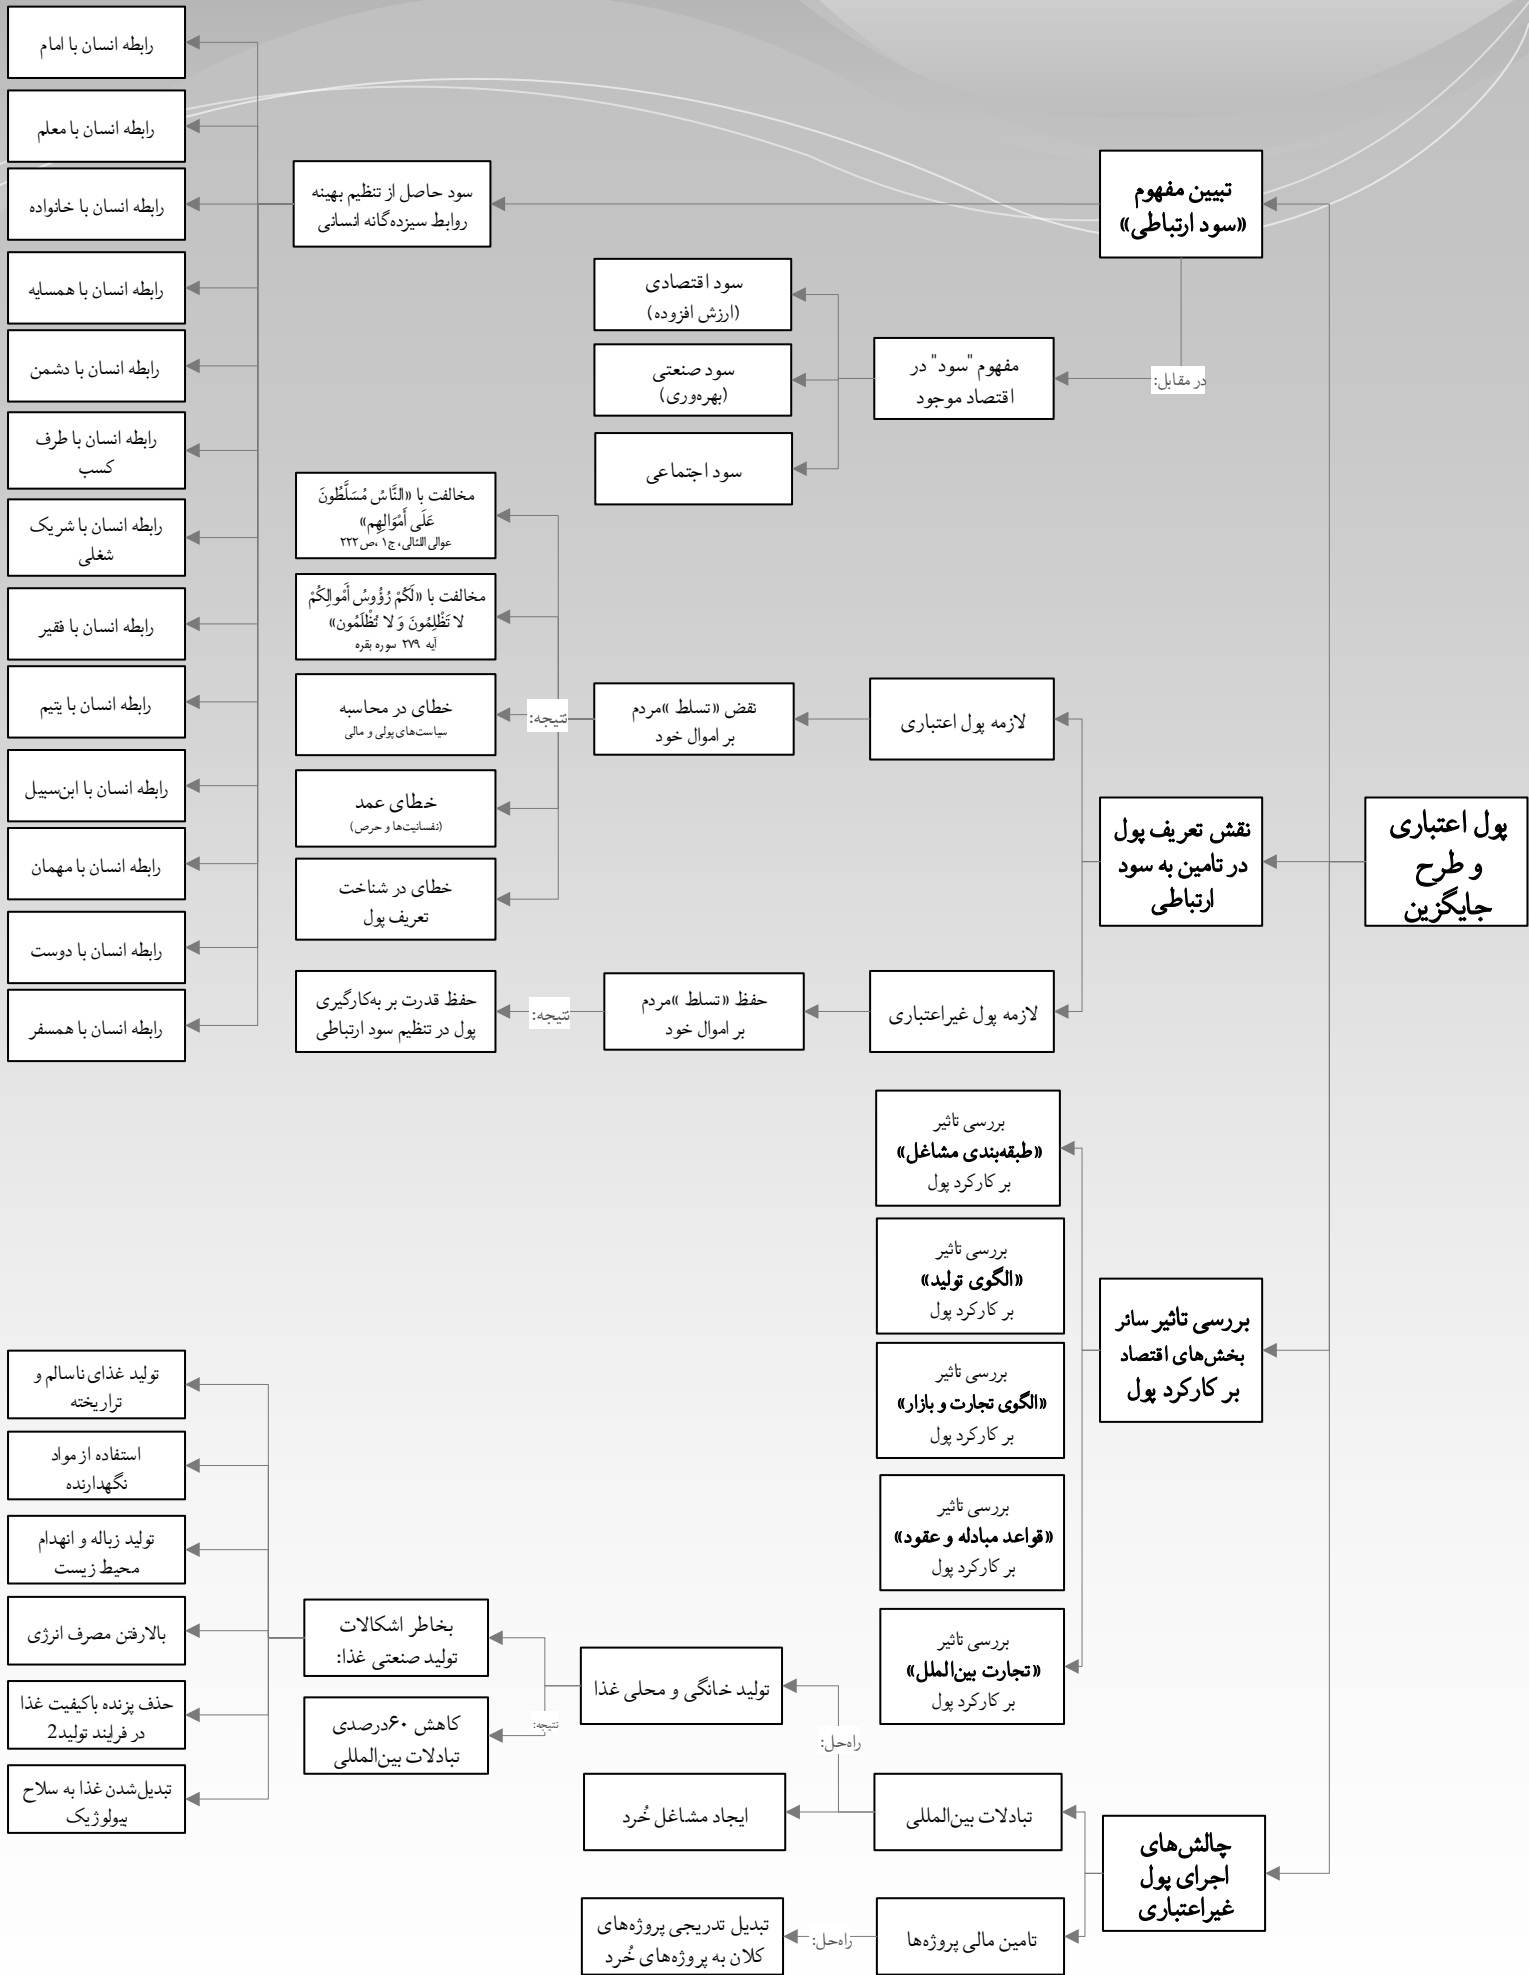 پول اعتباری
و طرح
جایگزین
تبیین مفهوم
«سود ارتباطی»
سود حاصل از تنظیم بهینه
روابط سیزده‌گانه انسانی
رابطه انسان با امام
رابطه انسان با معلم
رابطه انسان با خانواده
رابطه انسان با همسایه
رابطه انسان با دشمن
رابطه انسان با طرف
کسب
رابطه انسان با شریک
شغلی
رابطه انسان با فقیر
رابطه انسان با یتیم
رابطه انسان با ابن‌سبیل
رابطه انسان با مهمان
رابطه انسان با دوست
رابطه انسان با همسفر
در مقابل:
مفهوم "سود" در
اقتصاد موجود
سود اقتصادی
(ارزش افزوده)
سود صنعتی
(بهره‌وری)
سود اجتماعی
نقش تعریف پول
در تامین به سود
ارتباطی
لازمه پول اعتباری
نقض «تسلط »مردم
بر اموال خود
نتیجه:
مخالفت با «النَّاسُ مُسَلَّطُونَ
عَلَی أَمْوَالِهِم»
عوالی اللئالی، ج۱ ،ص۲۲۲
مخالفت با «لَكُمْ رُؤُوسُ أَمْوالِكُمْ
لا تَظْلِمُونَ وَ لا تُظْلَمُون»
آیه ۲۷۹ سوره بقره
خطای در محاسبه
سیاست‌های پولی و مالی
خطای عمد
(نفسانیت‌ها و حرص)
خطای در شناخت
تعریف پول
لازمه پول غیراعتباری
حفظ «تسلط »مردم
بر اموال خود
نتیجه:
حفظ قدرت بر به‌کارگیری
پول در تنظیم سود ارتباطی
بررسی تاثیر سائر
بخش‌های اقتصاد
بر کارکرد پول
بررسی تاثیر
«طبقه‌بندی مشاغل»
بر کارکرد پول
بررسی تاثیر
«الگوی تولید»
بر کارکرد پول
بررسی تاثیر
«الگوی تجارت و بازار»
بر کارکرد پول
بررسی تاثیر
«قواعد مبادله و عقود»
بر کارکرد پول
بررسی تاثیر
«تجارت بین‌الملل»
بر کارکرد پول
چالش‌های
اجرای پول
غیراعتباری
تبادلات بین‌المللی
راه‌حل:
تولید خانگی و محلی غذا
نتیجه:
بخاطر اشکالات
تولید صنعتی غذا:
تولید غذای ناسالم و
تراریخته
استفاده از مواد
نگهدارنده
تولید زباله و انهدام
محیط زیست
بالارفتن مصرف انرژی
حذف پزنده باکیفیت غذا
در فرایند تولید2
تبدیل‌شدن غذا به سلاح
بیولوژیک
کاهش ۶۰درصدی
تبادلات بین‌المللی
ایجاد مشاغل خُرد
تامین مالی پروژه‌ها
راه‌حل:
تبدیل تدریجی پروژه‌های
کلان به پروژه‌های خُرد